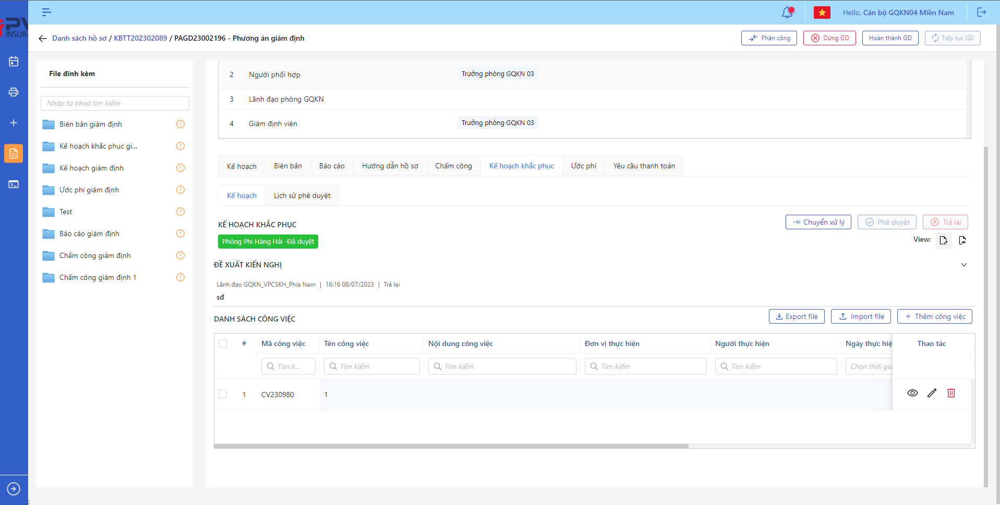 Hello, Cán bộ GQKN04 Miền Nam
PV
INSURA
Danh sách hồ sơ / KBTT202302089 / PAGD23002196 - Phương án giám định
Phân công
Dừng GD
Hoàn thành GD
Tiếp tục GD
File đính kèm
Nhập từ khoá tìm kiếm
Biên bản giám định
Kế hoạch khắc phục gi...
Kế hoạch giám định
Ước phí giám định
Test
Báo cáo giám định
Chấm công giám định
Chấm công giám định 1
2 Người phối hợp Trưởng phòng GQKN 03
3 Lãnh đạo phòng GQKN
4 Giám định viên Trưởng phòng GQKN 03
Kế hoạch Biên bản Báo cáo Hướng dẫn hồ sơ Chấm công Kế hoạch khắc phục Ước phí Yêu cầu thanh toán
Kế hoạch Lịch sử phê duyệt
KẾ HOẠCH KHẮC PHỤC
Chuyển xử lý
Phê duyệt
Trả lại
Phòng Phi Hàng Hải -Đã duyệt
View:
ĐỀ XUẤT KIẾN NGHỊ
Lãnh đạo GQKN_VPCSKH_Phía Nam | 16:16 08/07/2023 | Trả lại
sđ
DANH SÁCH CÔNG VIỆC
Export file
Import file
+ Thêm công việc
# Mã công việc Tên công việc Nội dung công việc Đơn vị thực hiện Người thực hiện Ngày thực hiệ Thao tác
Tìm k... Tìm kiếm Tìm kiếm Tìm kiếm Tìm kiếm Chọn thời gia
1 CV230980 1
;